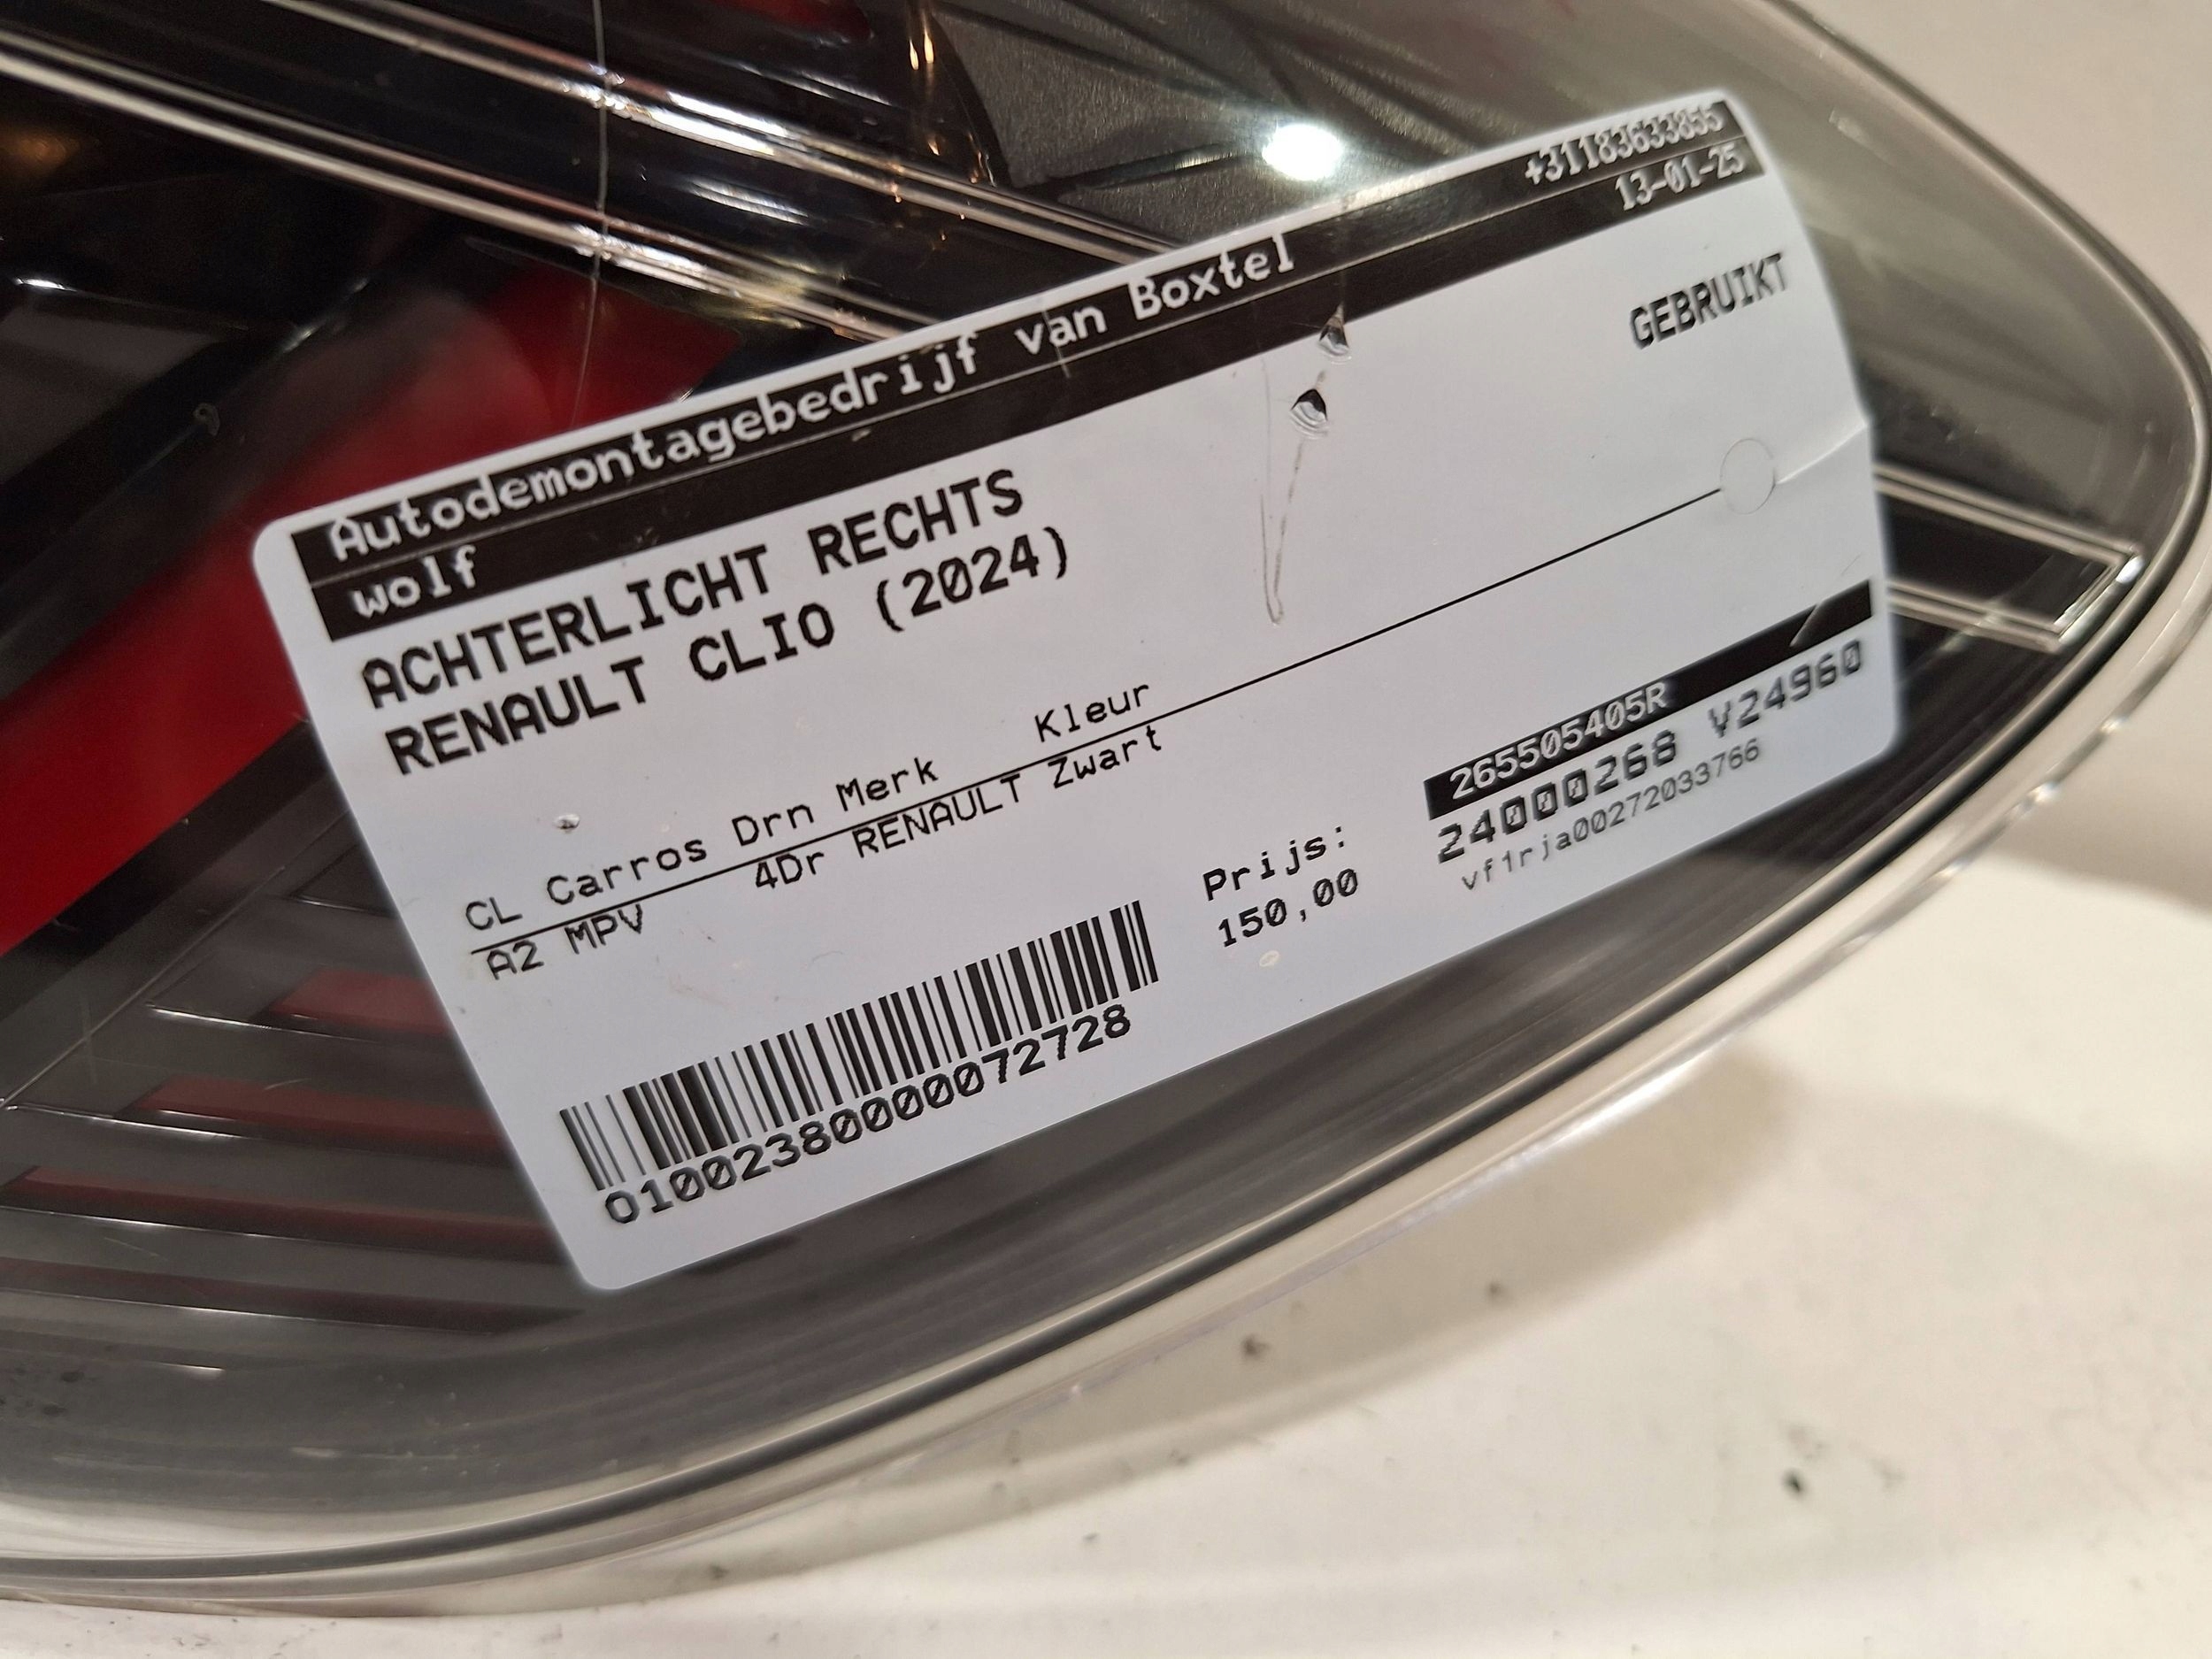 Autodemontagebedrijf van Boxtel +31183633855
wolf 13-01-25
ACHTERLICHT RECHTS GEBRUIKT
RENAULT CLIO (2024)
CL Carros Drn Merk Kleur
A2 MPV 4Dr RENAULT Zwart
Prijs: 265505405R
150,00 24000268 V24960
vf1rja00272033766
01002380000072728